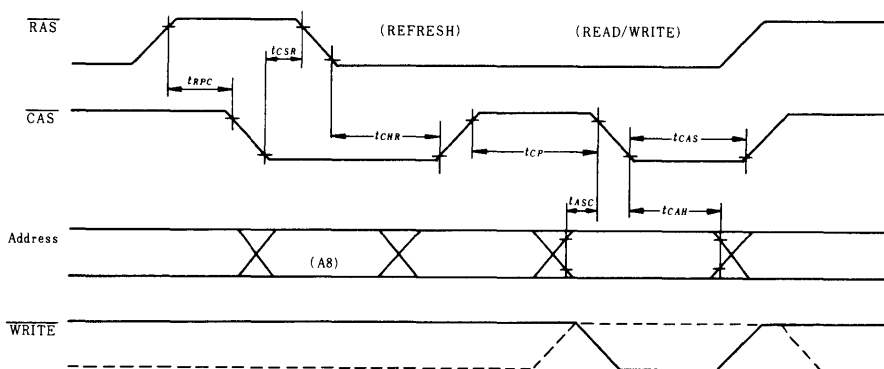 RAS
(REFRESH)
(READ/WRITE)
tCSR
tRPC
CAS
tCHR
tCP
tCAS
tASC
tCAH
Address
(A8)
WRITE